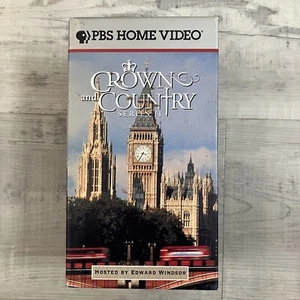 PBS HOME VIDEO
CROWN
and COUNTRY
SERIES II
HOSTED BY EDWARD WINDSOR